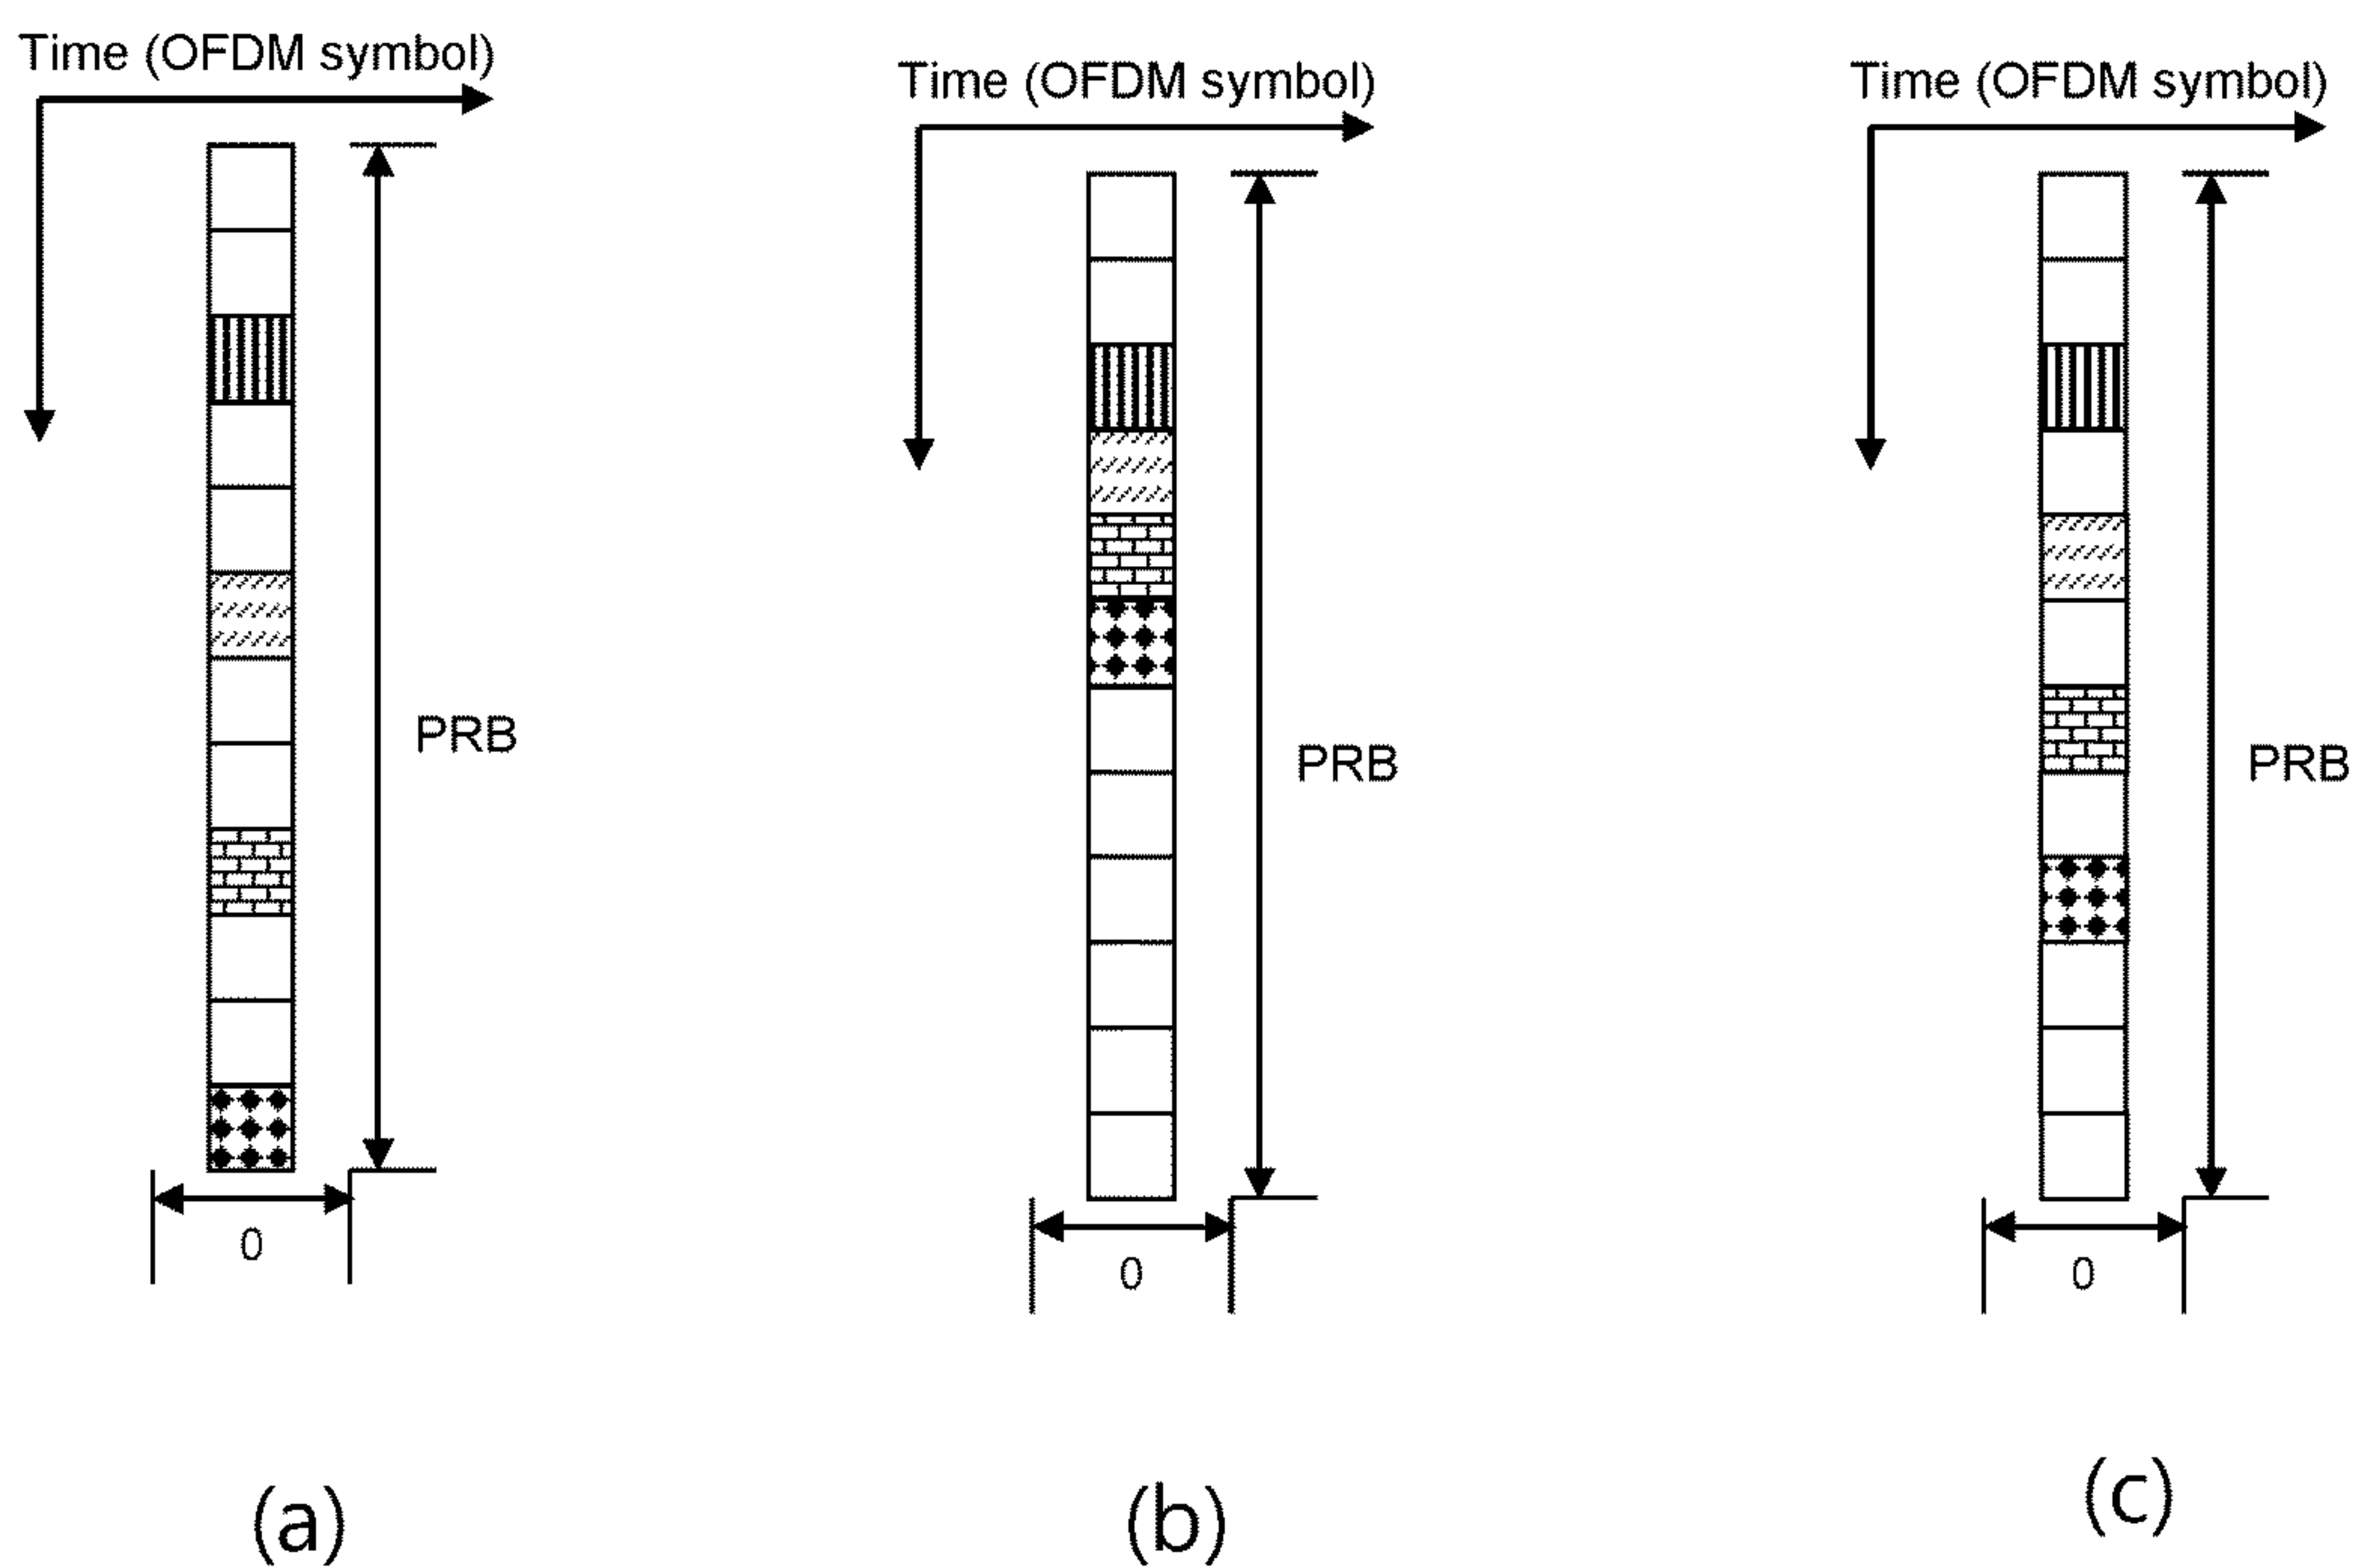 Time (OFDM symbol)
PRB
0
(a)
Time (OFDM symbol)
PRB
0
(b)
Time (OFDM symbol)
PRB
0
(c)